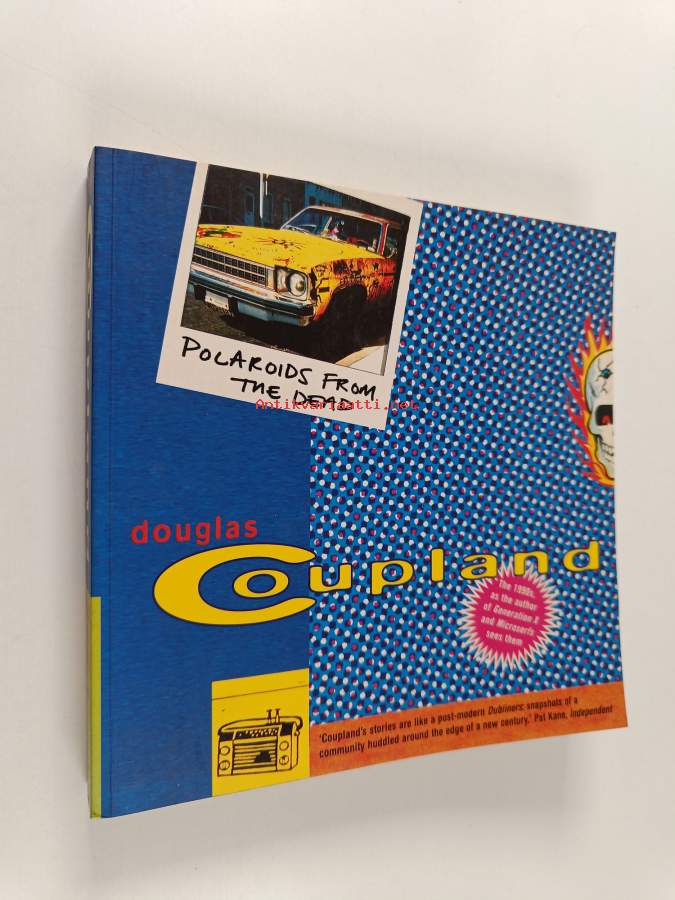 POLAROIDS FROM
THE DEAD
Antikvariaatti.net
douglas
Coupland
The 1990s,
as the author
of Generation X
and Microserfs
sees them
'Coupland's stories are like a post-modern Dubliners: snapshots of a
community huddled around the edge of a new century.' Pat Kane, Independent